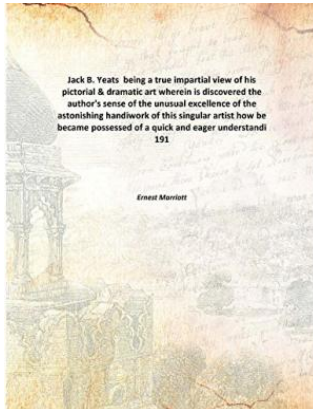 Jack B. Yeats being a true impartial view of his
pictorial & dramatic art wherein is discovered the
author's sense of the unusual excellence of the
astonishing handiwork of this singular artist how be
became possessed of a quick and eager understandi
191
Ernest Marriott